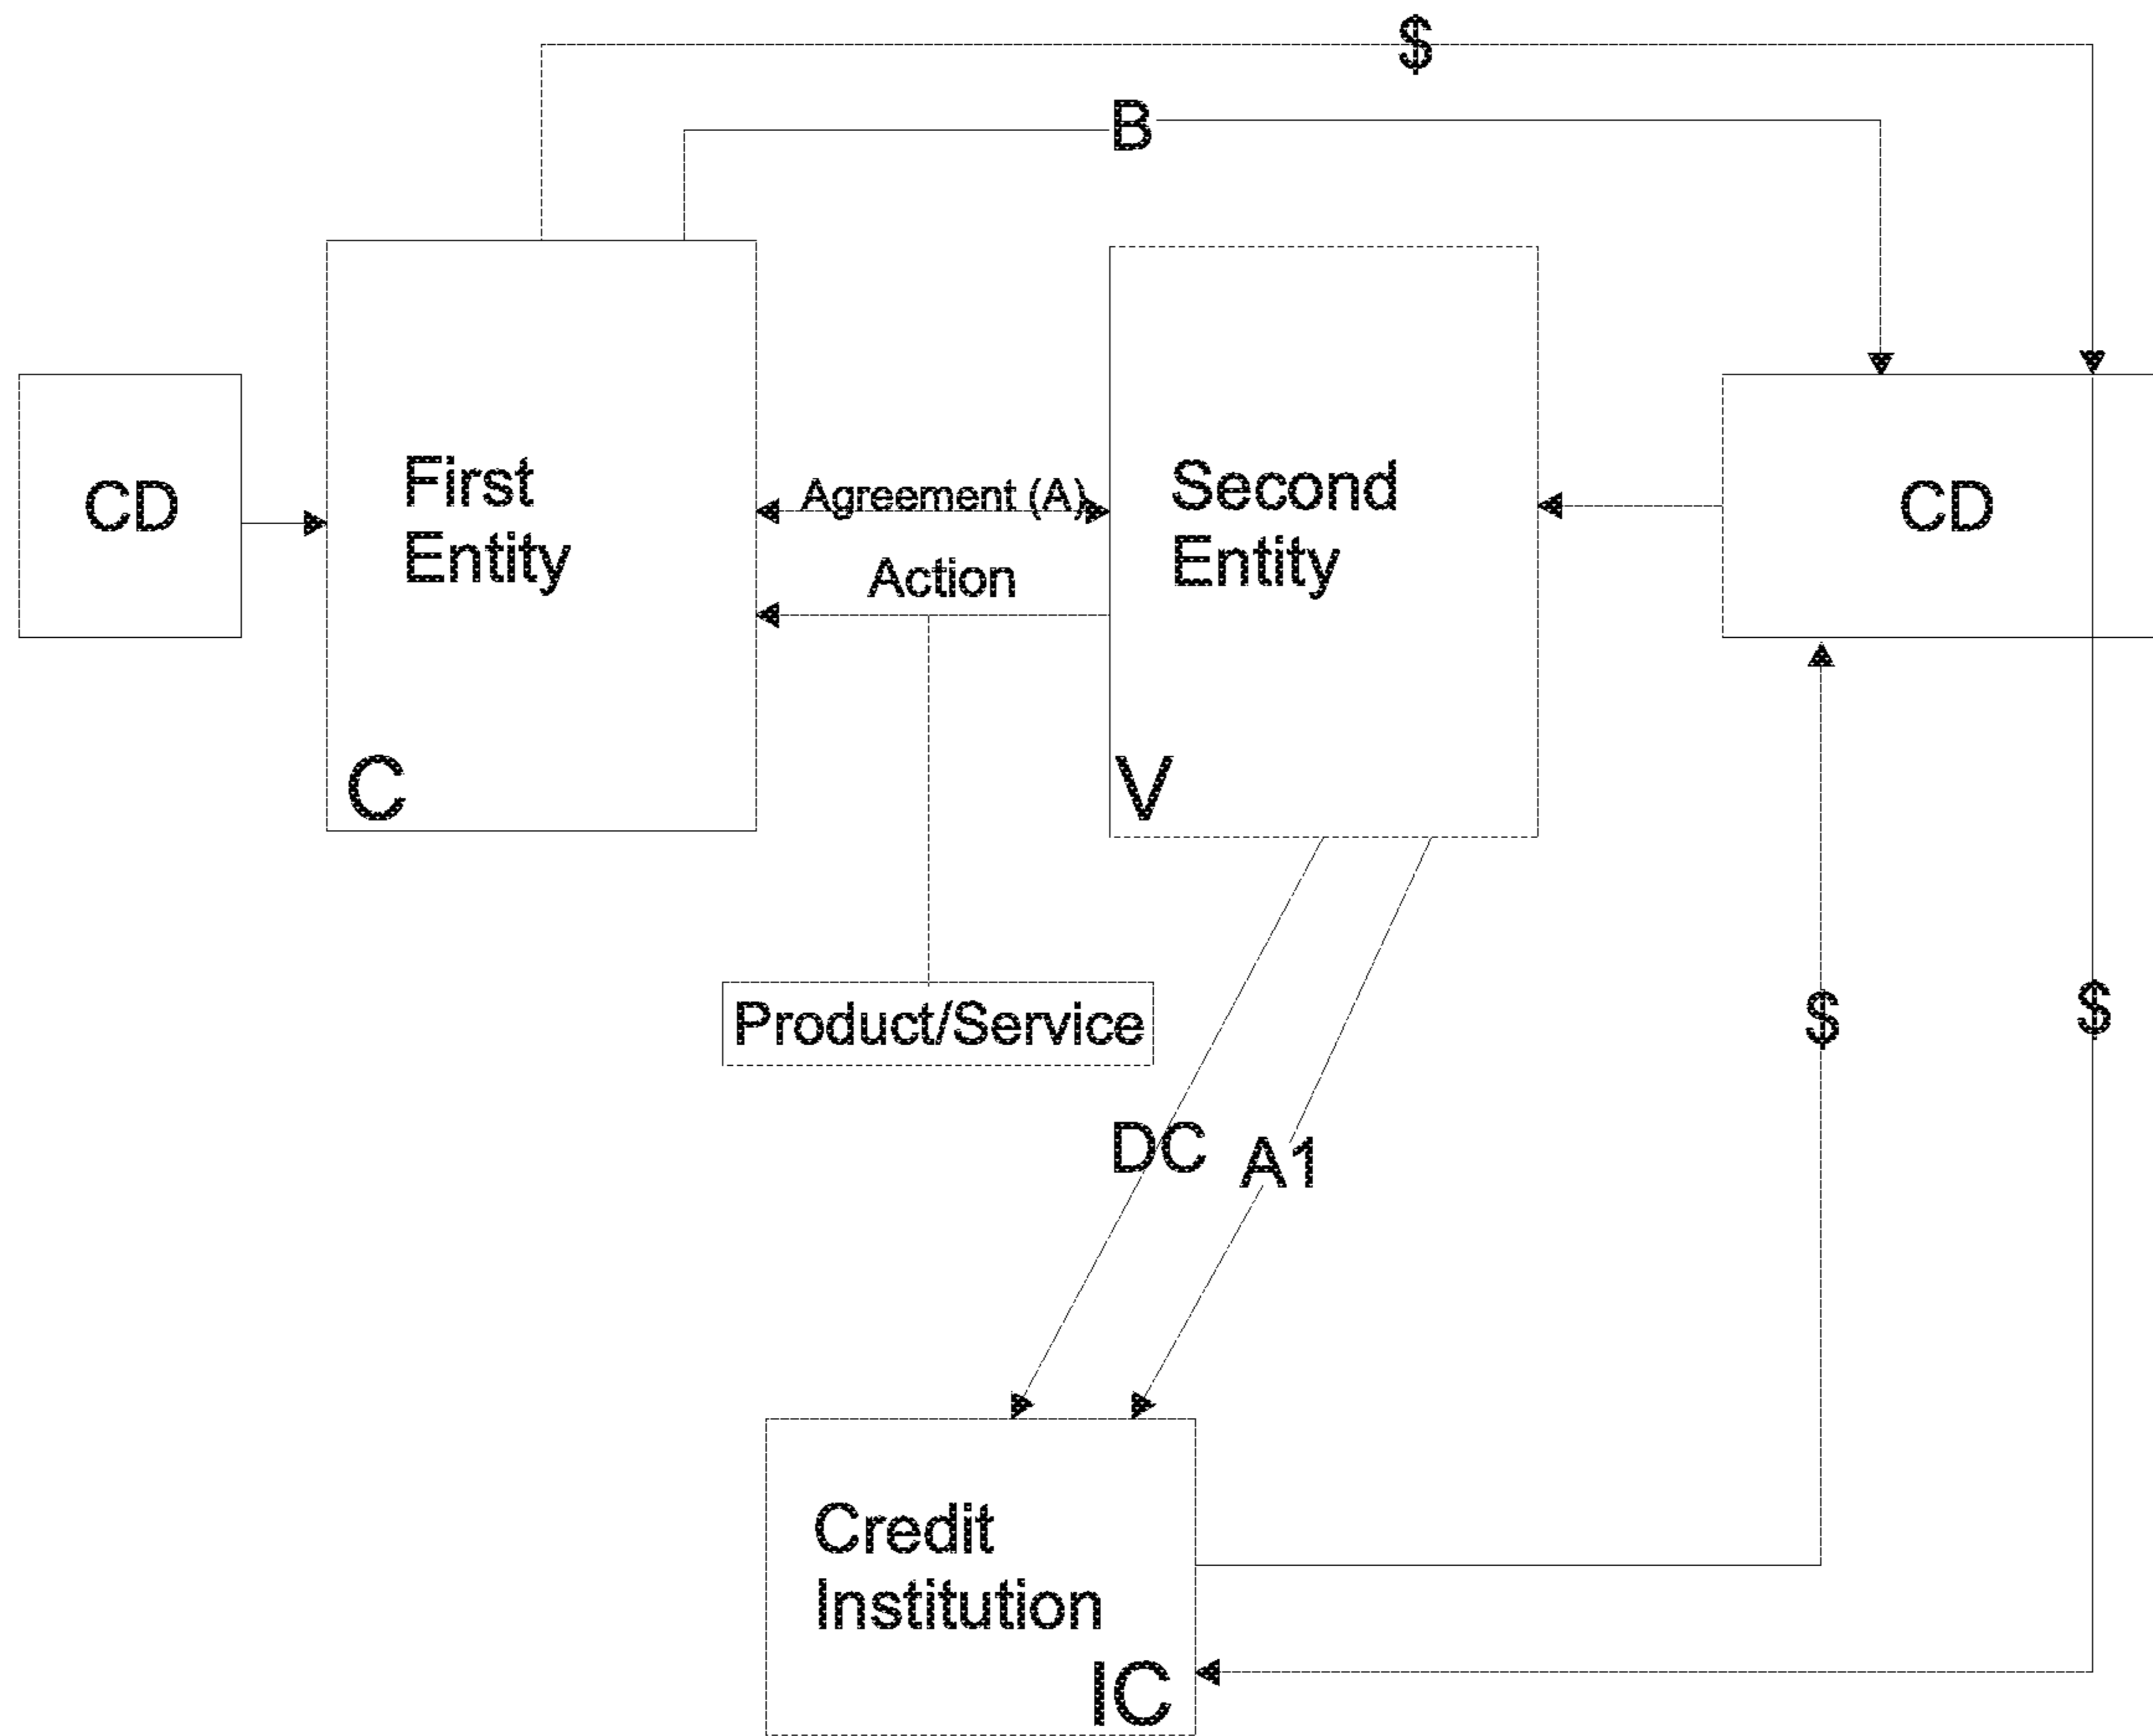 $
B
CD
First
Entity
C
Agreement (A)
Action
Second
Entity
V
CD
Product/Service
$
$
DC
A1
Credit
Institution
IC